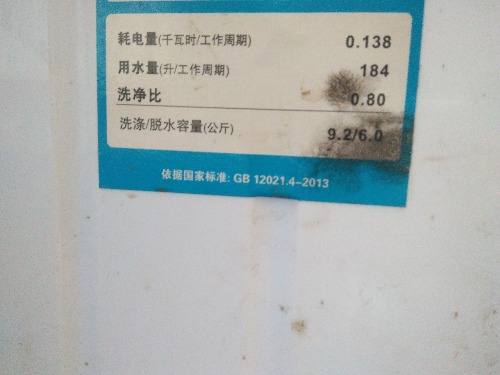 耗电量(千瓦时/工作周期) 0.138
用水量(升/工作周期) 184
洗净比 0.80
洗涤/脱水容量(公斤) 9.2/6.0
依据国家标准: GB 12021.4-2013